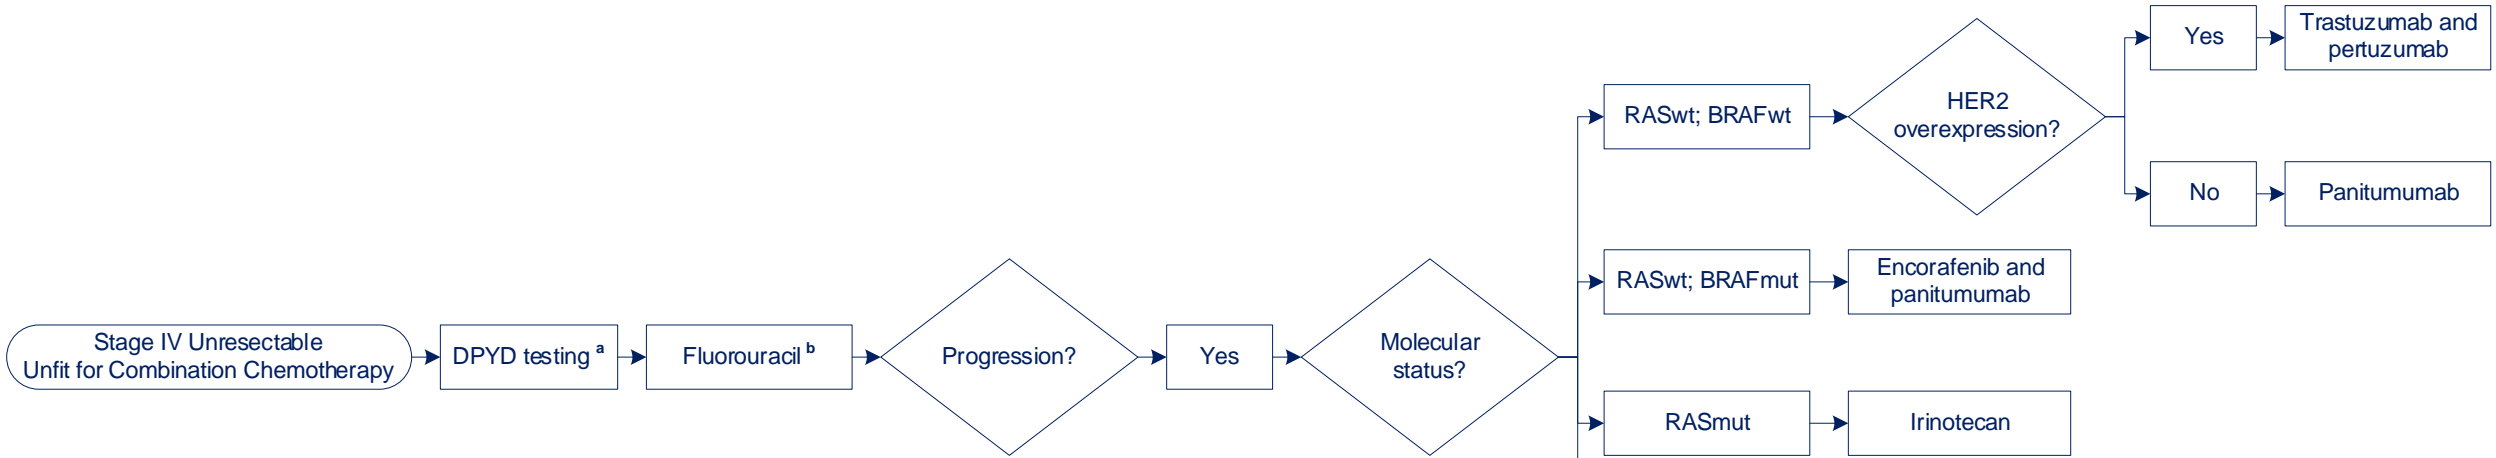 Stage IV Unresectable
Unfit for Combination Chemotherapy
DPYD testing a
Fluorouracil b
Progression?
Yes
Molecular
status?
RASwt; BRAFwt
HER2
overexpression?
Yes
Trastuzumab and
pertuzumab
No
Panitumumab
RASwt; BRAFmut
Encorafenib and
panitumumab
RASmut
Irinotecan